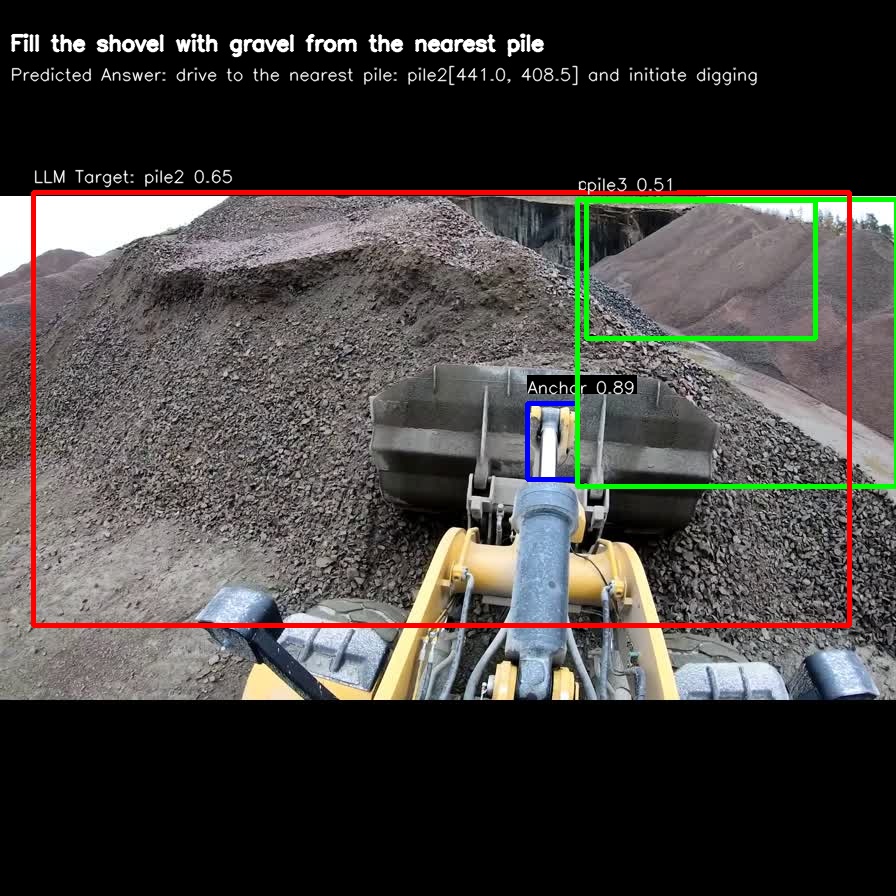 Fill the shovel with gravel from the nearest pile
Predicted Answer: drive to the nearest pile: pile2[441.0, 408.5] and initiate digging
LLM Target: pile2 0.65
ppile3 0.51
Anchor 0.89